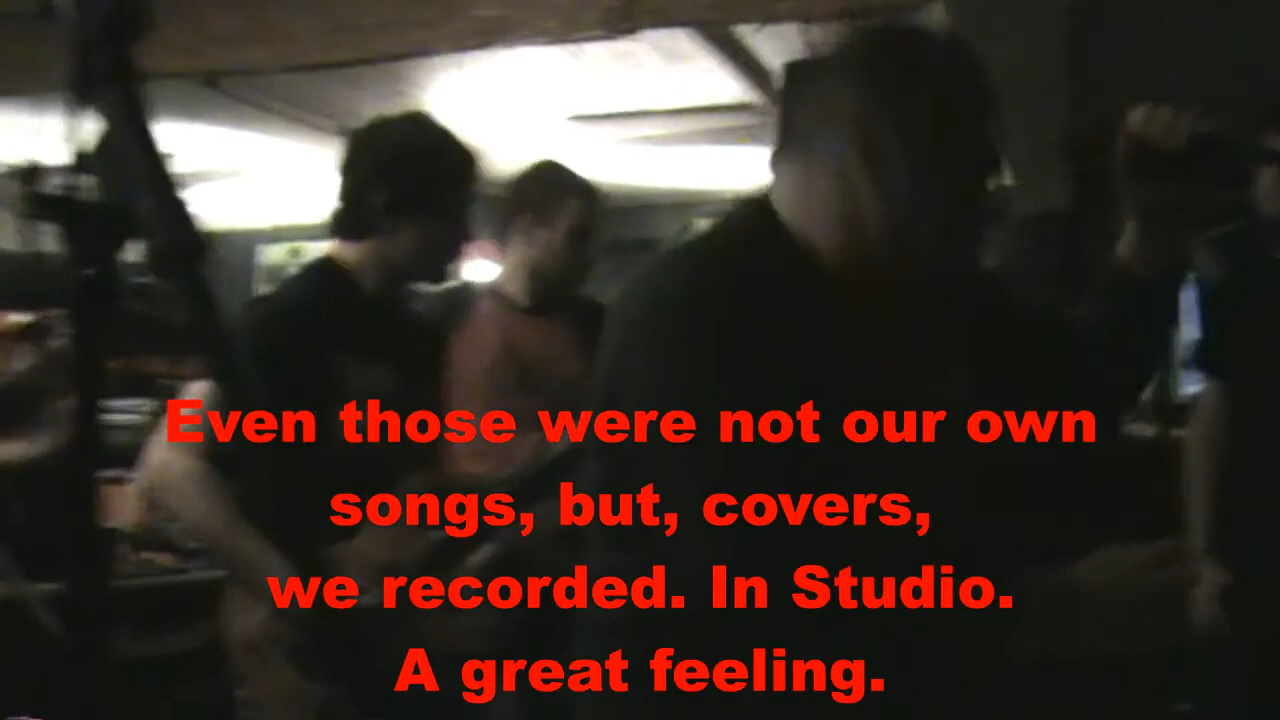 Even those were not our own
songs, but, covers,
we recorded. In Studio.
A great feeling.